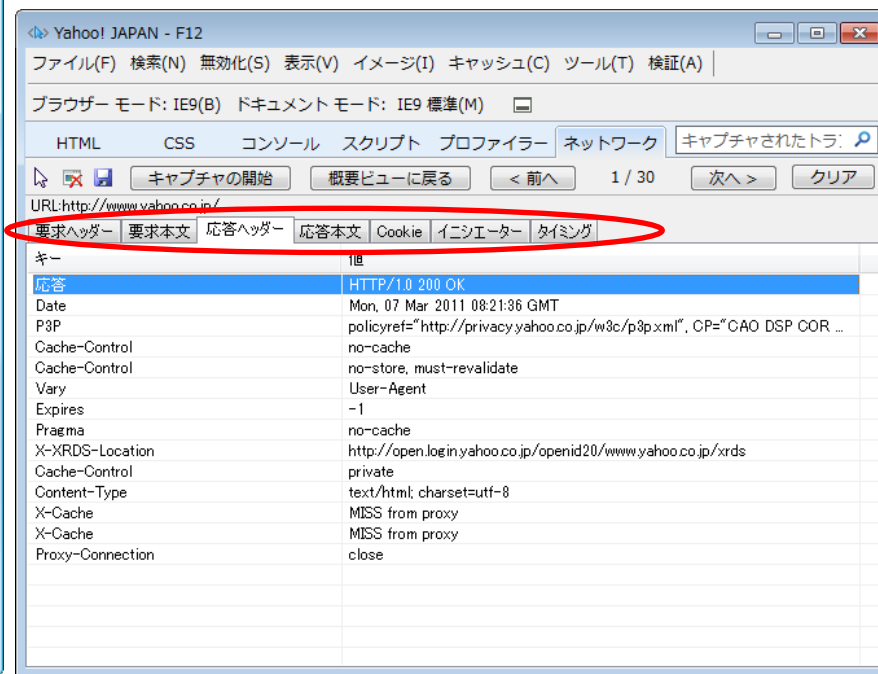 Yahoo! JAPAN - F12
ファイル(F) 検索(N) 無効化(S) 表示(V) イメージ(I) キャッシュ(C) ツール(T) 検証(A)
ブラウザー モード: IE9(B) ドキュメント モード: IE9 標準(M)
HTML CSS コンソール スクリプト プロファイラー ネットワーク キャプチャされたトラ
キャプチャの開始 概要ビューに戻る < 前へ 1 / 30 次へ > クリア
URL:http://www.yahoo.co.jp/
要求ヘッダー 要求本文 応答ヘッダー 応答本文 Cookie イニシエーター タイミング
キー 値
応答 HTTP/1.0 200 OK
Date Mon, 07 Mar 2011 08:21:36 GMT
P3P policyref="http://privacy.yahoo.co.jp/w3c/p3p.xml", CP="CAO DSP COR ...
Cache-Control no-cache
Cache-Control no-store, must-revalidate
Vary User-Agent
Expires -1
Pragma no-cache
X-XRDS-Location http://open.login.yahoo.co.jp/openid20/www.yahoo.co.jp/xrds
Cache-Control private
Content-Type text/html; charset=utf-8
X-Cache MISS from proxy
X-Cache MISS from proxy
Proxy-Connection close